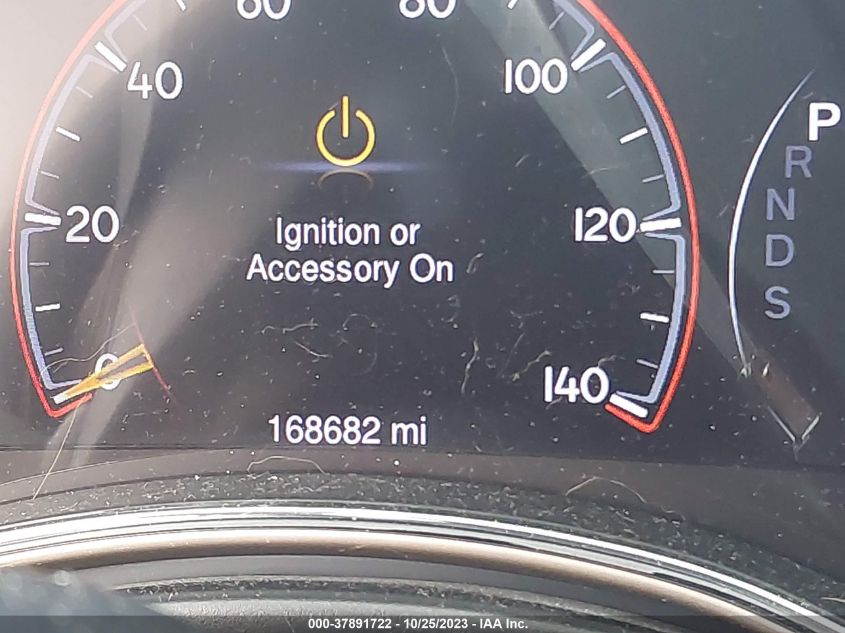 60 80
40 100
P
R
20 120
N
Ignition or
Accessory On
D
S
0 140
168682 mi
000-37891722 - 10/25/2023 - IAA Inc.